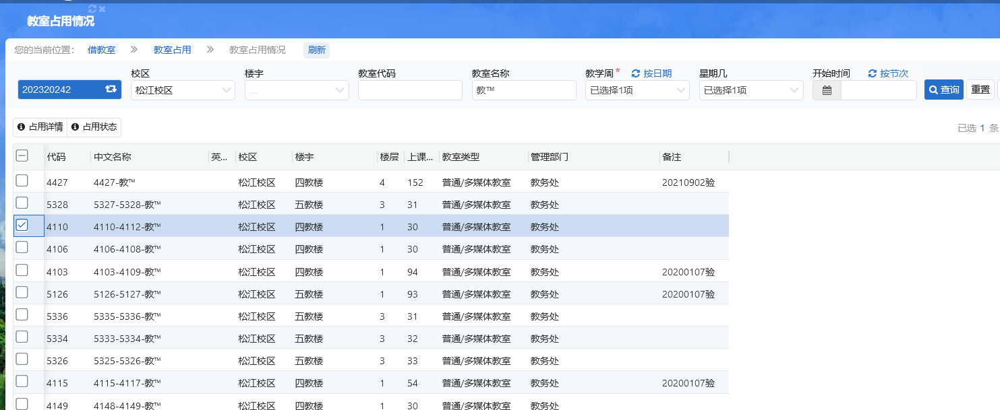 教室占用情况
您的当前位置： 借教室 » 教室占用 » 教室占用情况 刷新
校区 楼宇 教室代码 教室名称 教学周* 按日期 星期几 开始时间 按节次
202320242 松江校区 ... 教™ 已选择1项 已选择1项 查询 重置
占用详情 占用状态 已选 1 条
代码 中文名称 英... 校区 楼宇 楼层 上课... 教室类型 管理部门 备注
4427 4427-教™ 松江校区 四教楼 4 152 普通/多媒体教室 教务处 20210902验
5328 5327-5328-教™ 松江校区 五教楼 3 31 普通/多媒体教室 教务处
4110 4110-4112-教™ 松江校区 四教楼 1 30 普通/多媒体教室 教务处
4106 4106-4108-教™ 松江校区 四教楼 1 30 普通/多媒体教室 教务处
4103 4103-4109-教™ 松江校区 四教楼 1 94 普通/多媒体教室 教务处 20200107验
5126 5126-5127-教™ 松江校区 五教楼 1 93 普通/多媒体教室 教务处 20200107验
5336 5335-5336-教™ 松江校区 五教楼 3 31 普通/多媒体教室 教务处
5334 5333-5334-教™ 松江校区 五教楼 3 32 普通/多媒体教室 教务处
5326 5325-5326-教™ 松江校区 五教楼 3 33 普通/多媒体教室 教务处
4115 4115-4117-教™ 松江校区 四教楼 1 54 普通/多媒体教室 教务处 20200107验
4149 4148-4149-教™ 松江校区 四教楼 1 30 普通/多媒体教室 教务处